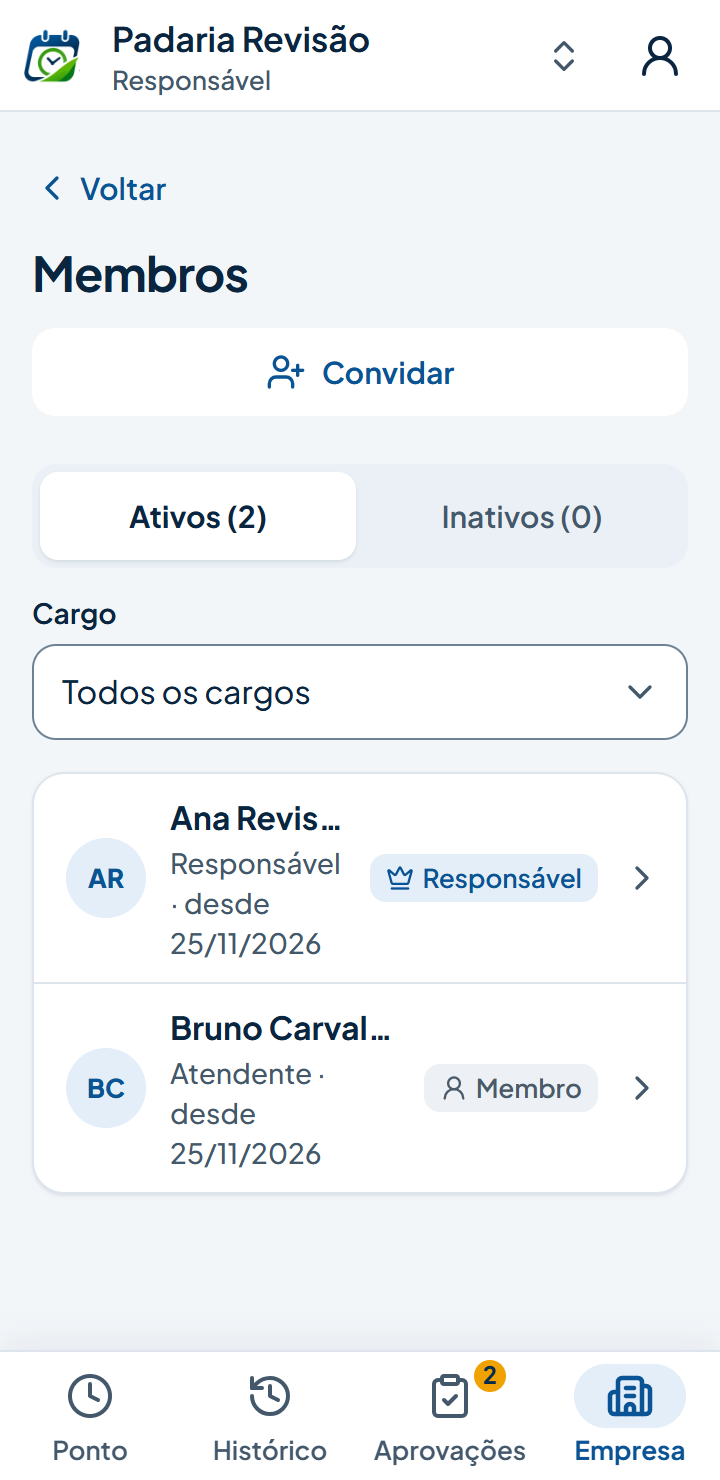 Padaria Revisão
Responsável
Voltar
Membros
Convidar
Ativos (2)
Inativos (0)
Cargo
Todos os cargos
AR
Ana Revis...
Responsável
· desde
25/11/2026
Responsável
BC
Bruno Carval...
Atendente ·
desde
25/11/2026
Membro
2
Ponto
Histórico
Aprovações
Empresa